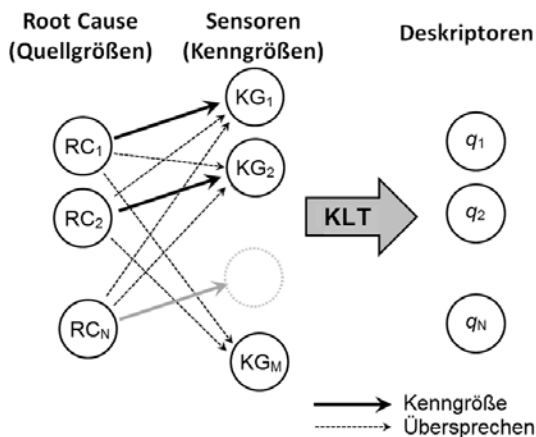 Root Cause
(Quellgrößen)
Sensoren
(Kenngrößen)
Deskriptoren
RC1
RC2
RCN
KG1
KG2
KGM
KLT
q1
q2
qN
Kenngröße
Übersprechen